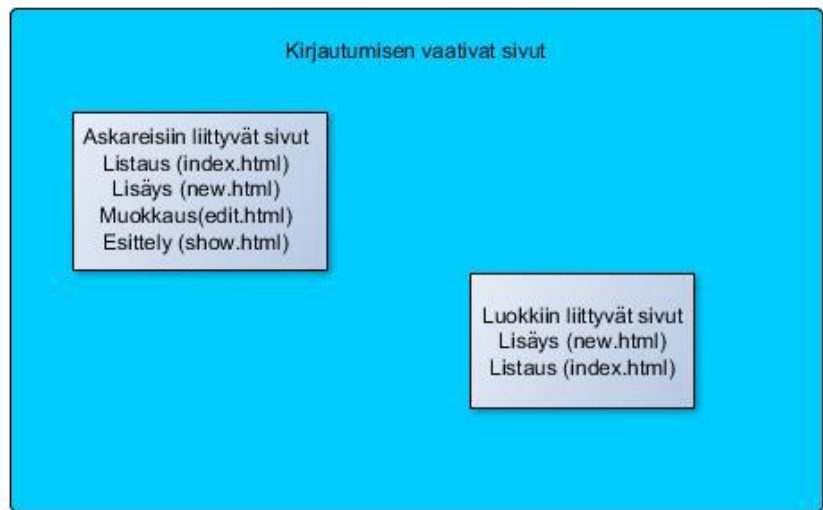 Kirjautumisen vaativat sivut
Askareisiin liittyvät sivut
Listaus (index.html)
Lisäys (new.html)
Muokkaus(edit.html)
Esittely (show.html)
Luokkiin liittyvät sivut
Lisäys (new.html)
Listaus (index.html)